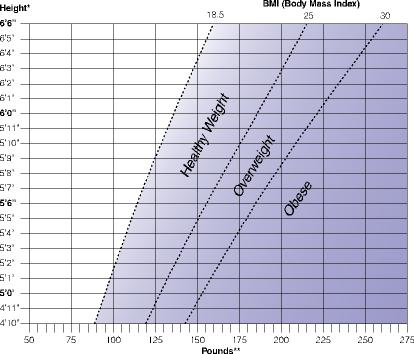 BMI (Body Mass Index)
Height*
18.5 25 30
6'6"
6'5"
6'4"
6'3"
6'2"
6'1"
6'0"
5'11"
5'10"
5'9"
5'8"
5'7"
5'6"
5'5"
5'4"
5'3"
5'2"
5'1"
5'0"
4'11"
4'10"
Healthy Weight
Overweight
Obese
50 75 100 125 150 175 200 225 250 275
Pounds**